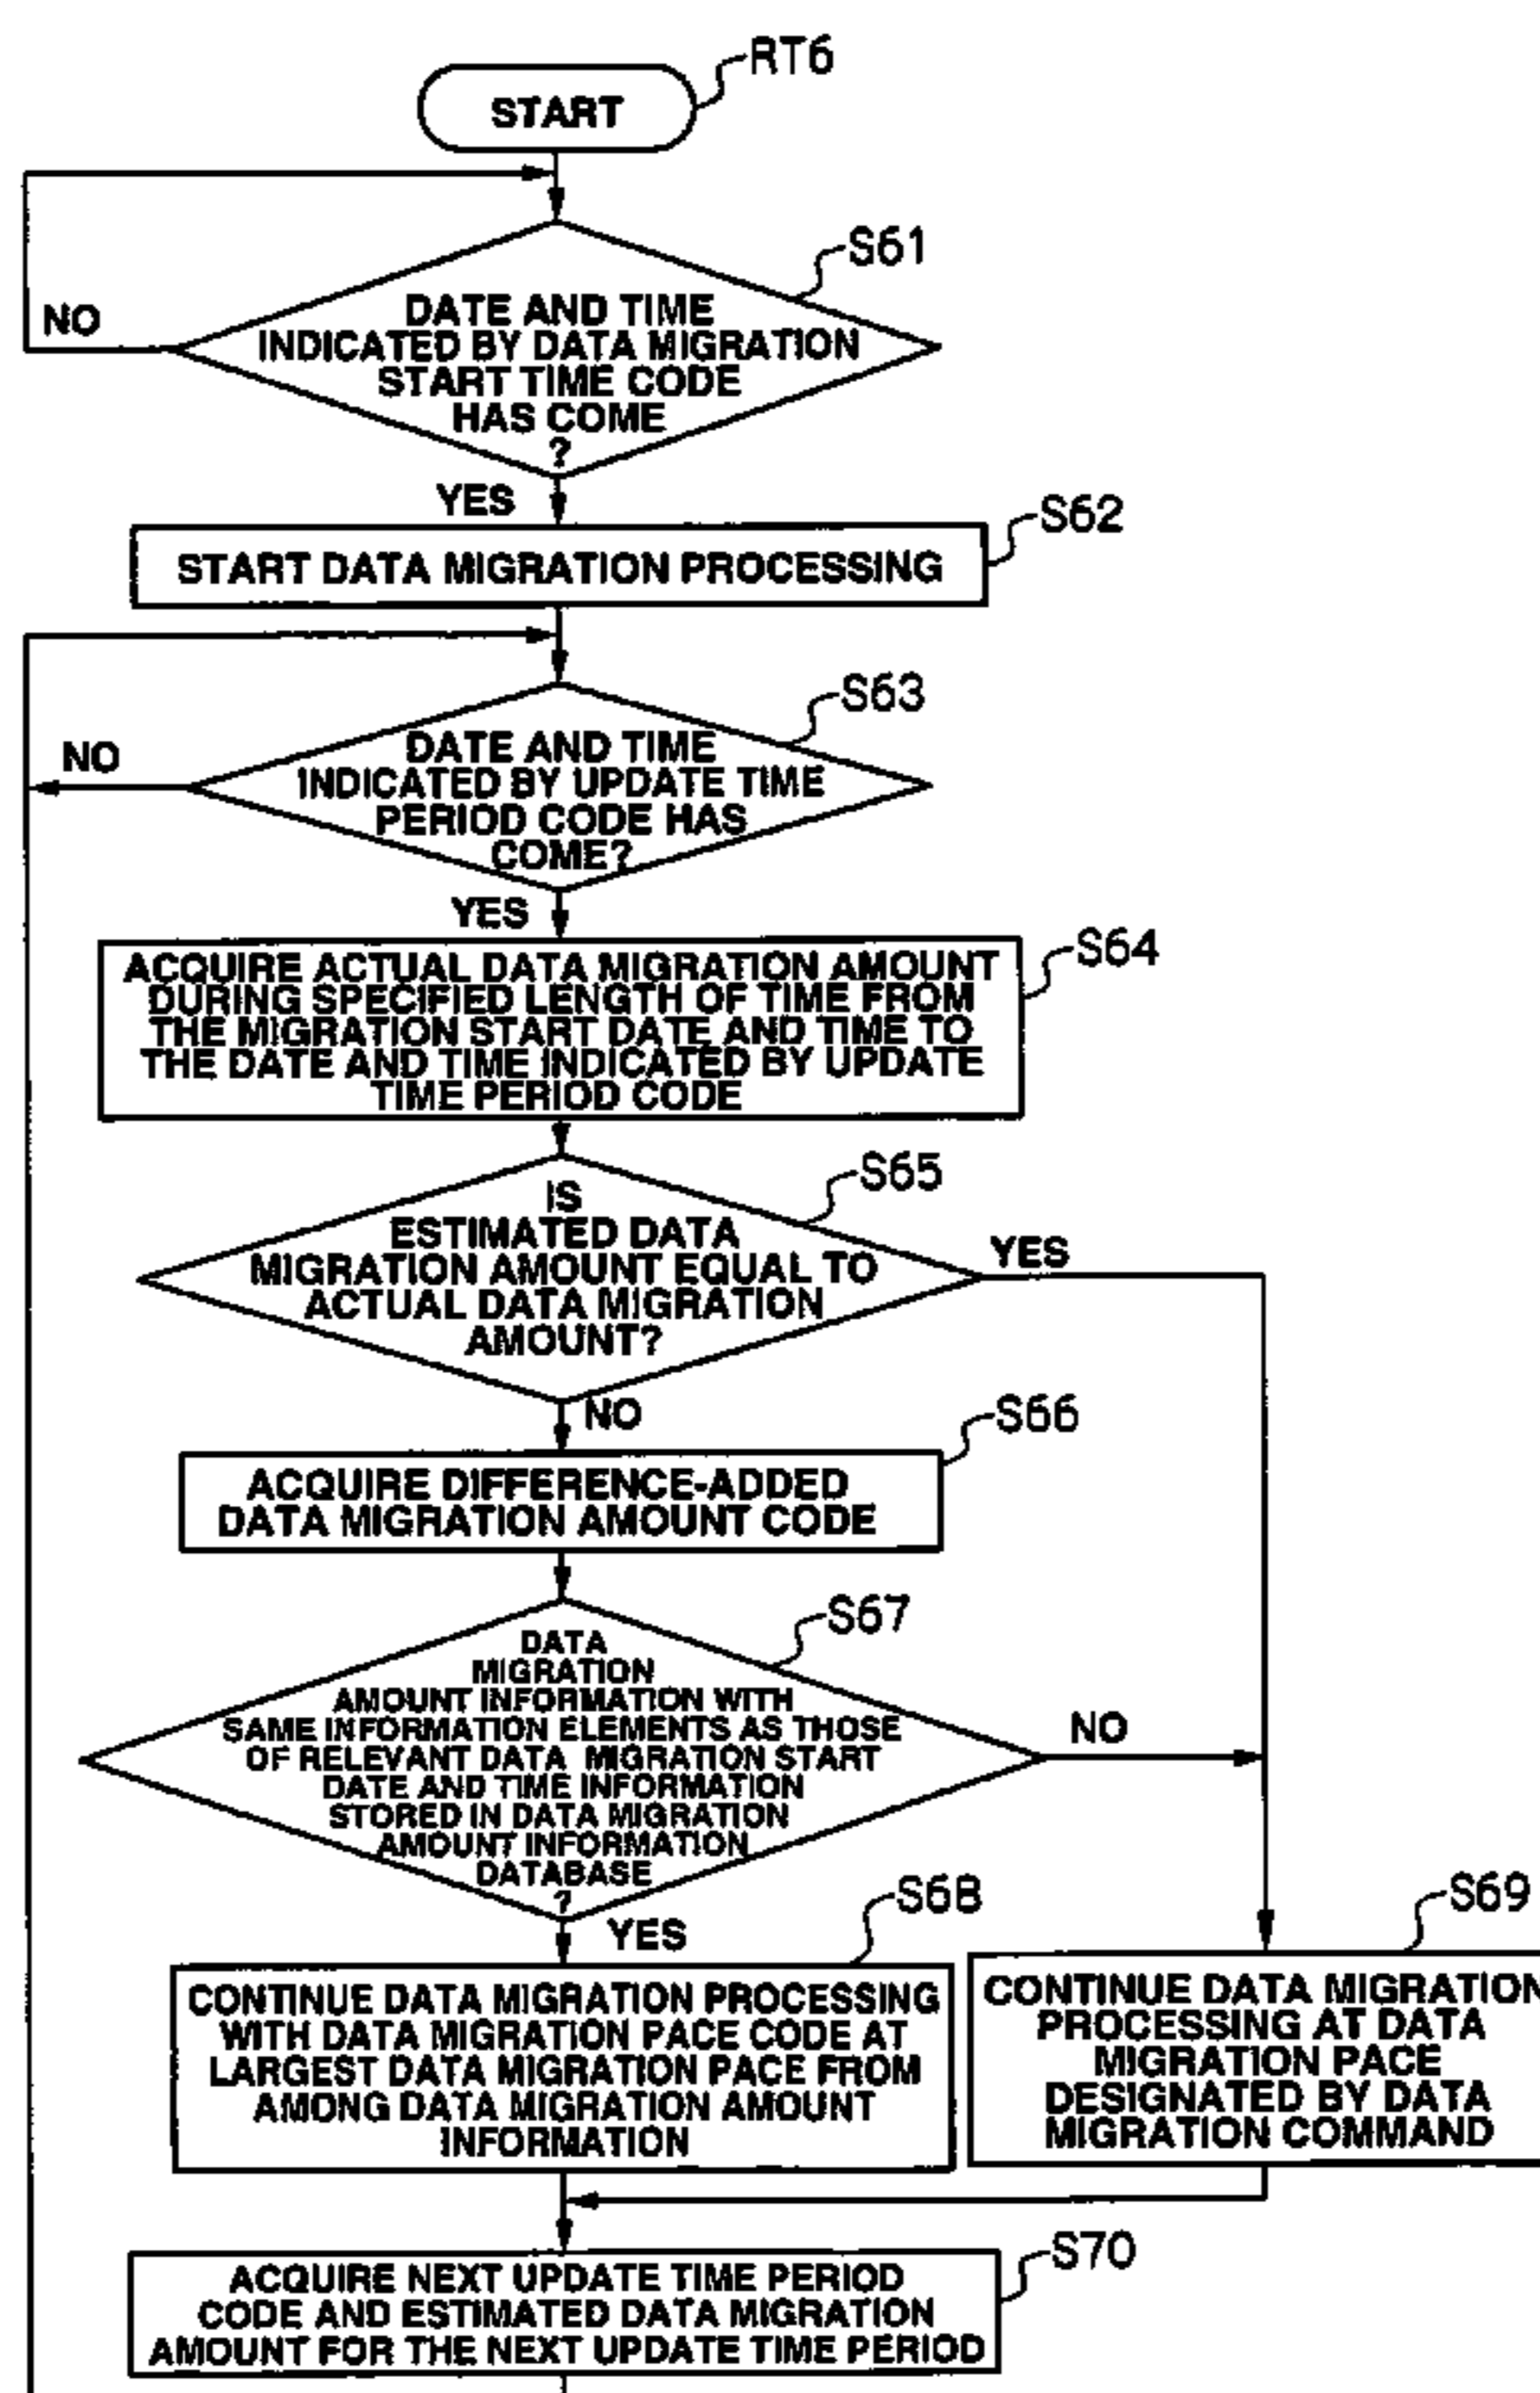 RT6
START
S61
NO
DATE AND TIME
INDICATED BY DATA MIGRATION
START TIME CODE
HAS COME
?
YES
S62
START DATA MIGRATION PROCESSING
S63
NO
DATE AND TIME
INDICATED BY UPDATE TIME
PERIOD CODE HAS
COME?
YES
S64
ACQUIRE ACTUAL DATA MIGRATION AMOUNT
DURING SPECIFIED LENGTH OF TIME FROM
THE MIGRATION START DATE AND TIME TO
THE DATE AND TIME INDICATED BY UPDATE
TIME PERIOD CODE
S65
IS
ESTIMATED DATA
MIGRATION AMOUNT EQUAL TO
ACTUAL DATA MIGRATION
AMOUNT?
YES
NO
S66
ACQUIRE DIFFERENCE-ADDED
DATA MIGRATION AMOUNT CODE
S67
DATA
MIGRATION
AMOUNT INFORMATION WITH
SAME INFORMATION ELEMENTS AS THOSE
OF RELEVANT DATA MIGRATION START
DATE AND TIME INFORMATION
STORED IN DATA MIGRATION
AMOUNT INFORMATION
DATABASE
?
NO
YES
S68
CONTINUE DATA MIGRATION PROCESSING
WITH DATA MIGRATION PACE CODE AT
LARGEST DATA MIGRATION PACE FROM
AMONG DATA MIGRATION AMOUNT
INFORMATION
S69
CONTINUE DATA MIGRATION
PROCESSING AT DATA
MIGRATION PACE
DESIGNATED BY DATA
MIGRATION COMMAND
S70
ACQUIRE NEXT UPDATE TIME PERIOD
CODE AND ESTIMATED DATA MIGRATION
AMOUNT FOR THE NEXT UPDATE TIME PERIOD